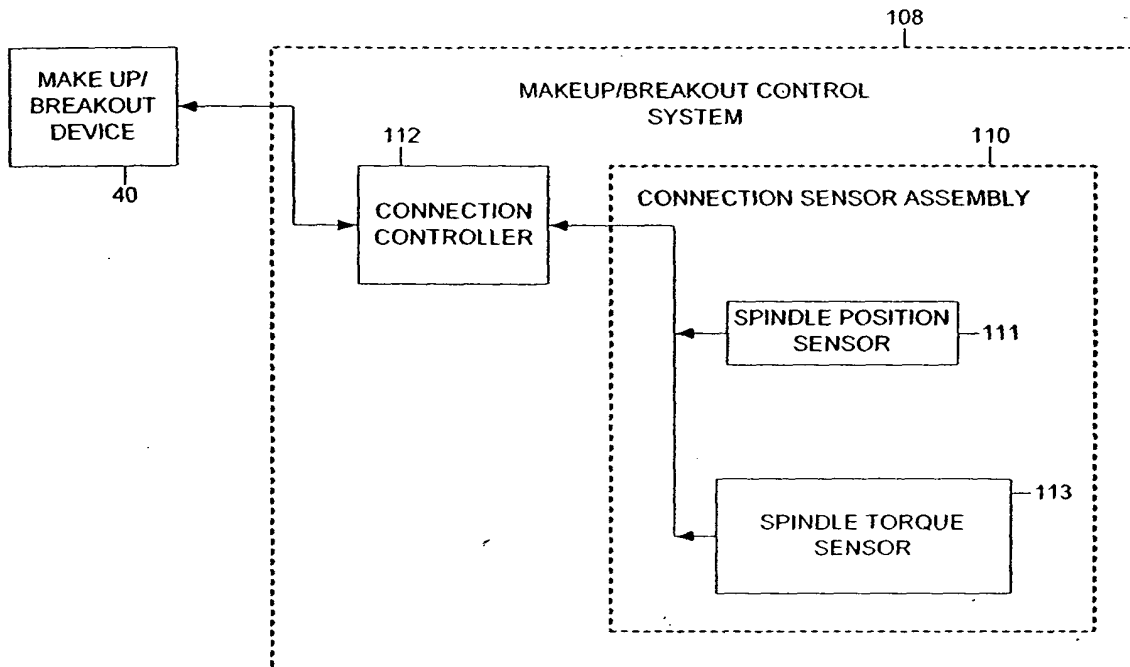 108
MAKE UP/
BREAKOUT
DEVICE
40
MAKEUP/BREAKOUT CONTROL
SYSTEM
112
CONNECTION
CONTROLLER
110
CONNECTION SENSOR ASSEMBLY
SPINDLE POSITION
SENSOR
111
113
SPINDLE TORQUE
SENSOR